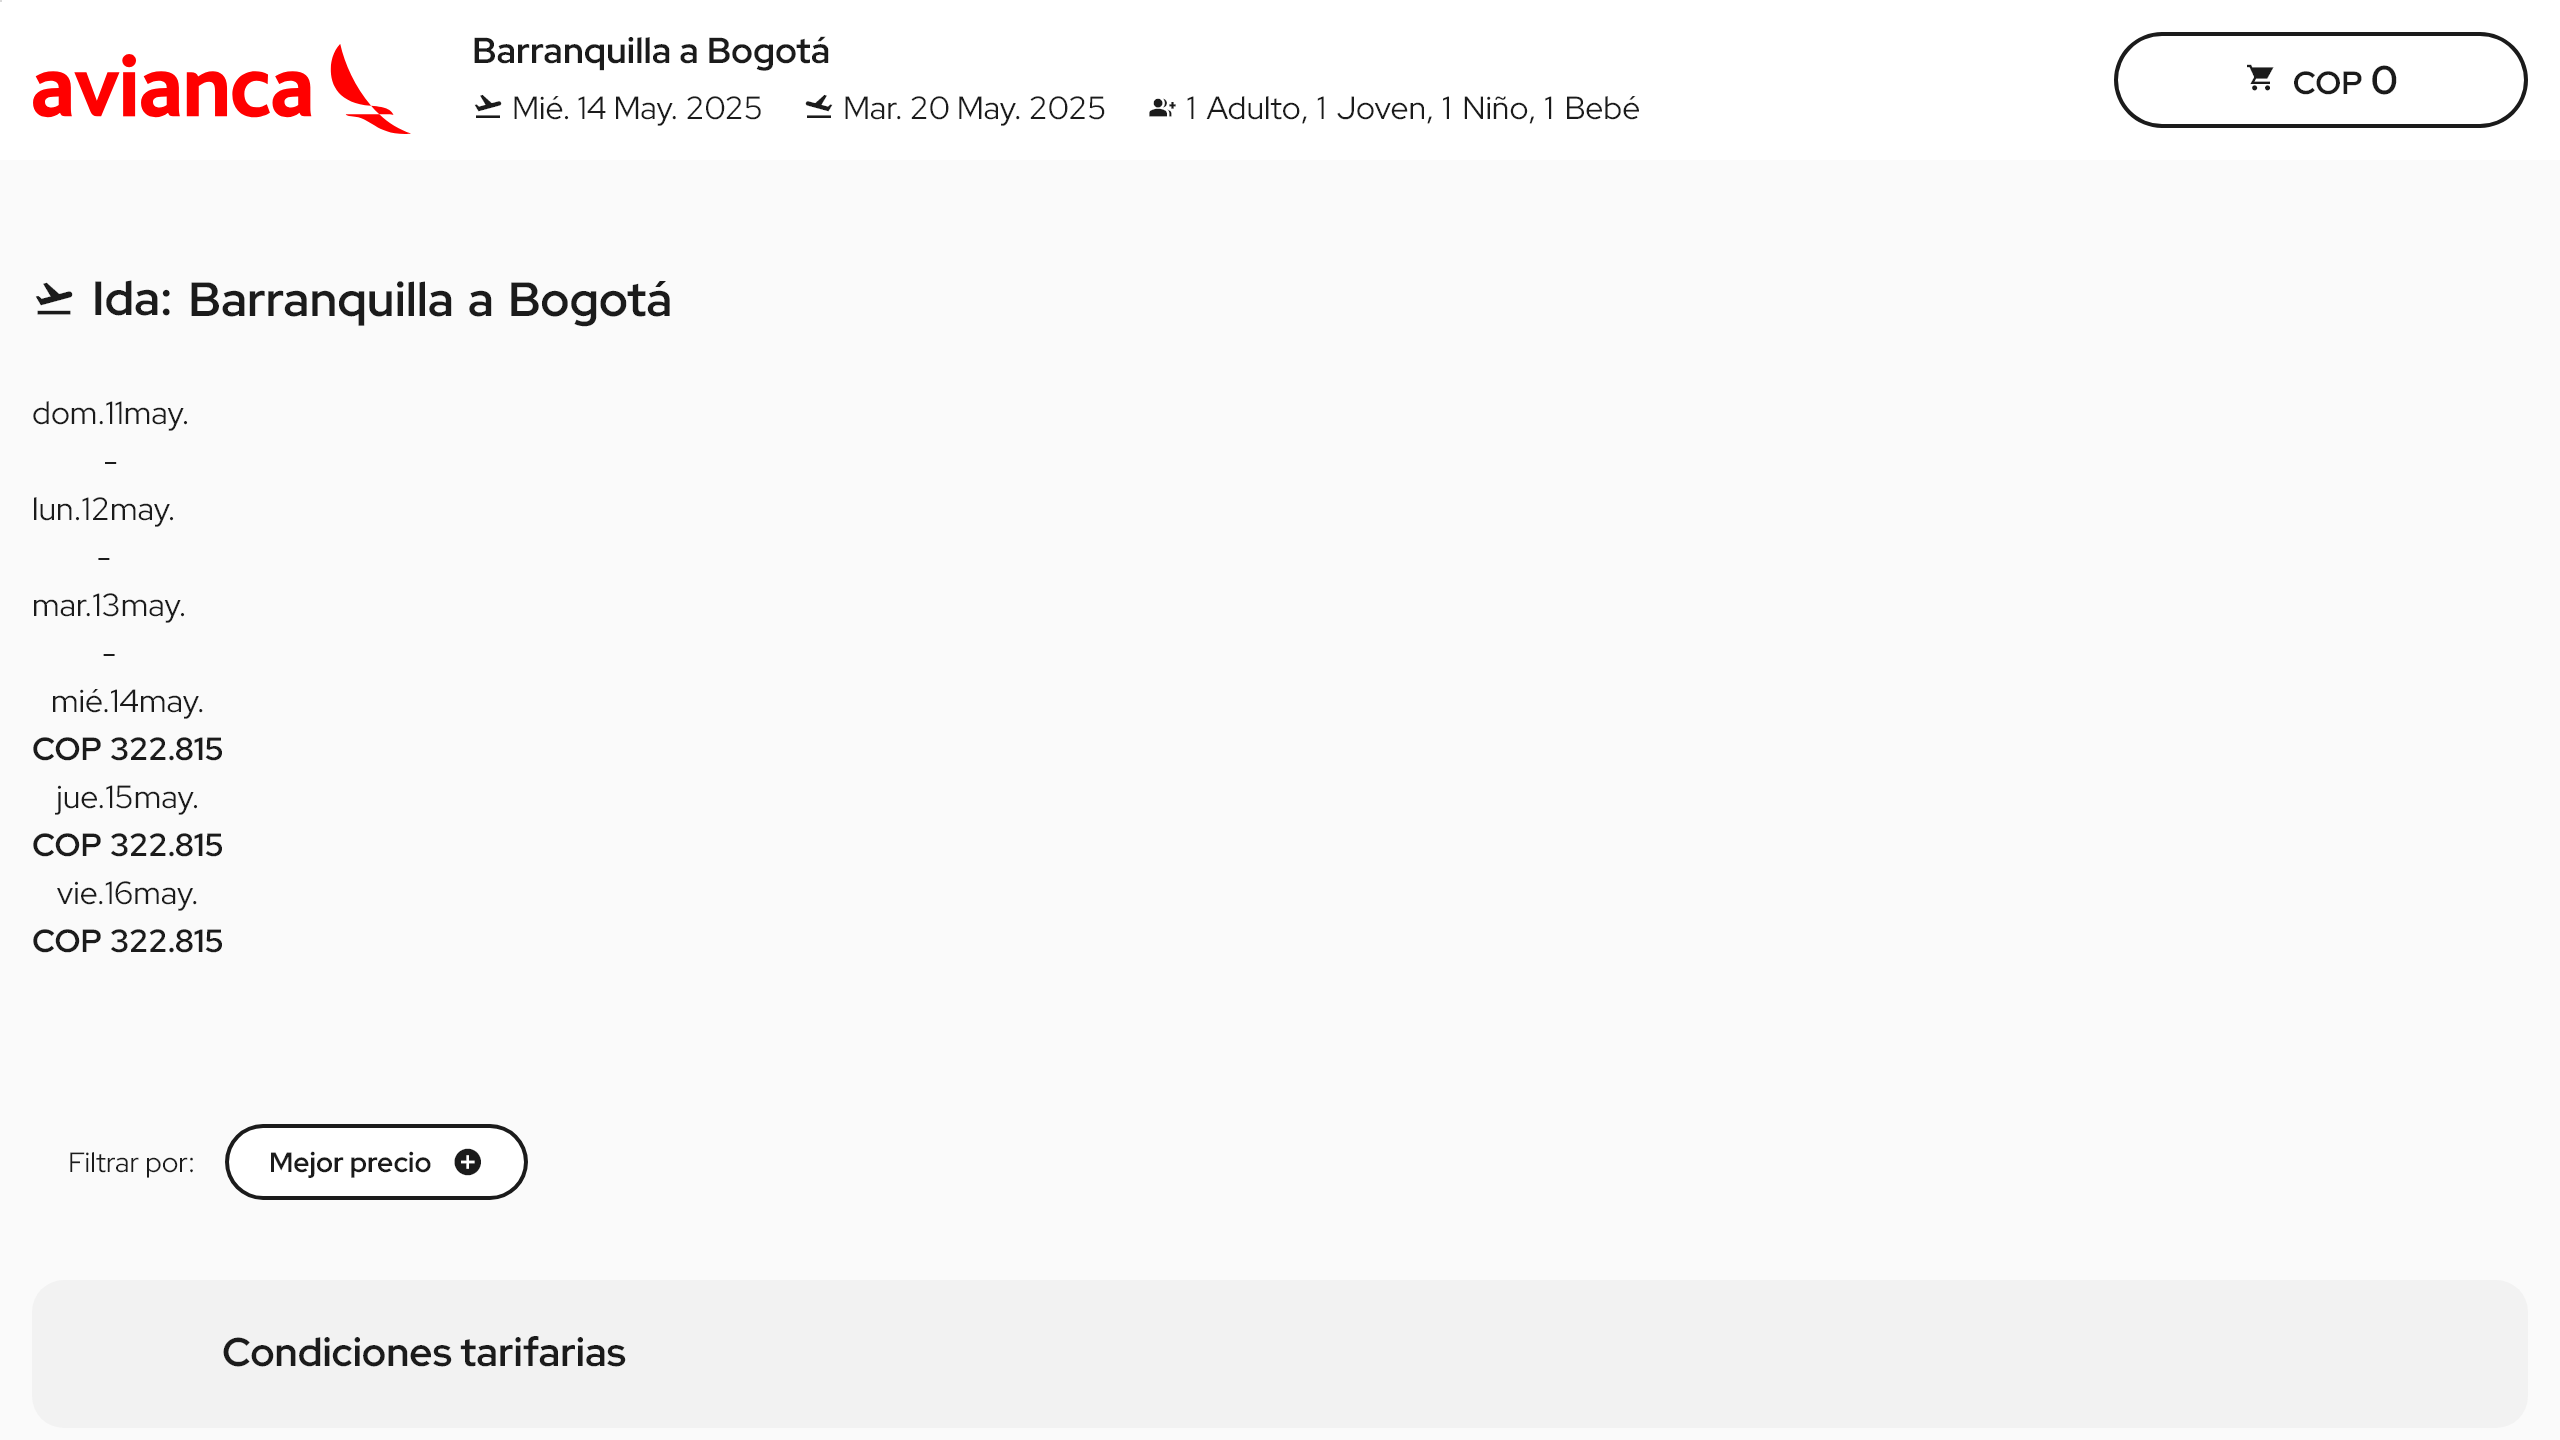 avianca
Barranquilla a Bogotá
Mié. 14 May. 2025 Mar. 20 May. 2025 1 Adulto, 1 Joven, 1 Niño, 1 Bebé
COP 0
Ida: Barranquilla a Bogotá
dom.11may.
-
lun.12may.
-
mar.13may.
-
mié.14may.
COP 322.815
jue.15may.
COP 322.815
vie.16may.
COP 322.815
Filtrar por: Mejor precio
Condiciones tarifarias